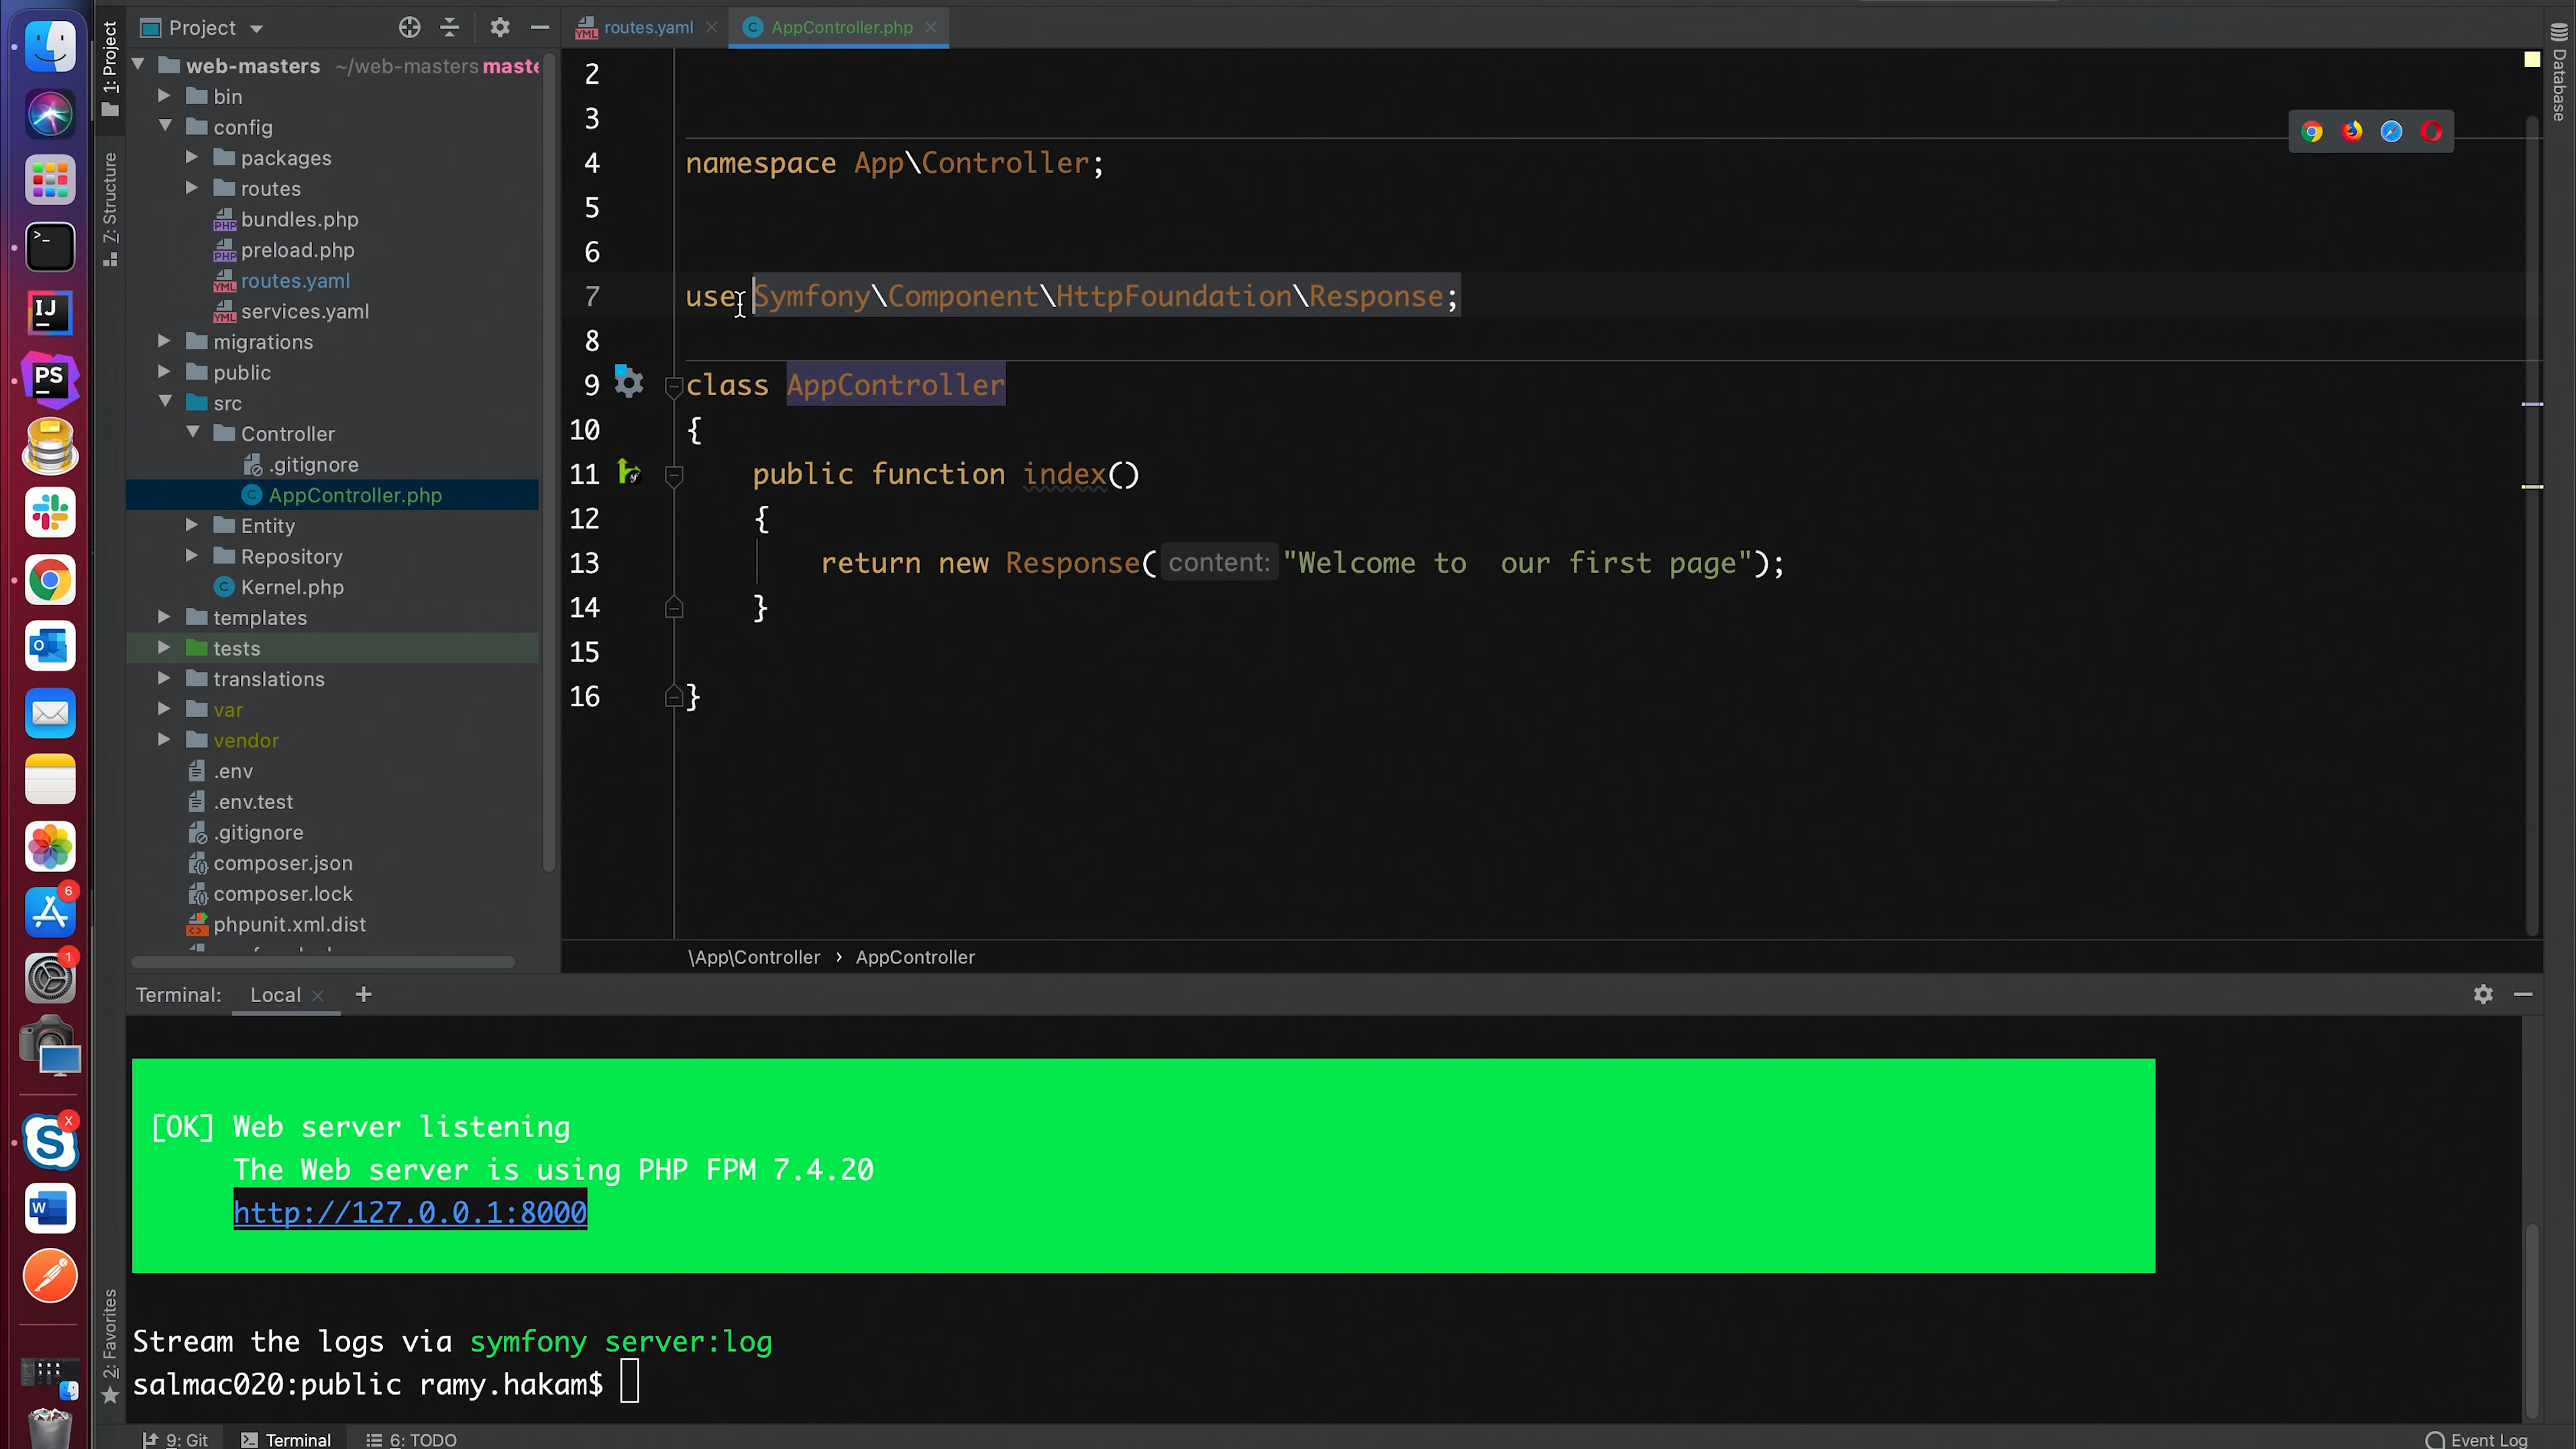 1: Project
7: Structure
2: Favorites
Project
web-masters ~/web-masters maste
bin
config
packages
routes
bundles.php
preload.php
routes.yaml
services.yaml
migrations
public
src
Controller
.gitignore
AppController.php
Entity
Repository
Kernel.php
templates
tests
translations
var
vendor
.env
.env.test
.gitignore
composer.json
composer.lock
phpunit.xml.dist
routes.yaml
AppController.php
Database
2
3
4 namespace App\Controller;
5
6
7 use Symfony\Component\HttpFoundation\Response;
8
9 class AppController
10 {
11 public function index()
12 {
13 return new Response( content: "Welcome to  our first page");
14 }
15
16 }
\App\Controller › AppController
Terminal: Local +
[OK] Web server listening
The Web server is using PHP FPM 7.4.20
http://127.0.0.1:8000
Stream the logs via symfony server:log
salmac020:public ramy.hakam$
9: Git
Terminal
6: TODO
Event Log
IJ
PS
6
1
S
X
W